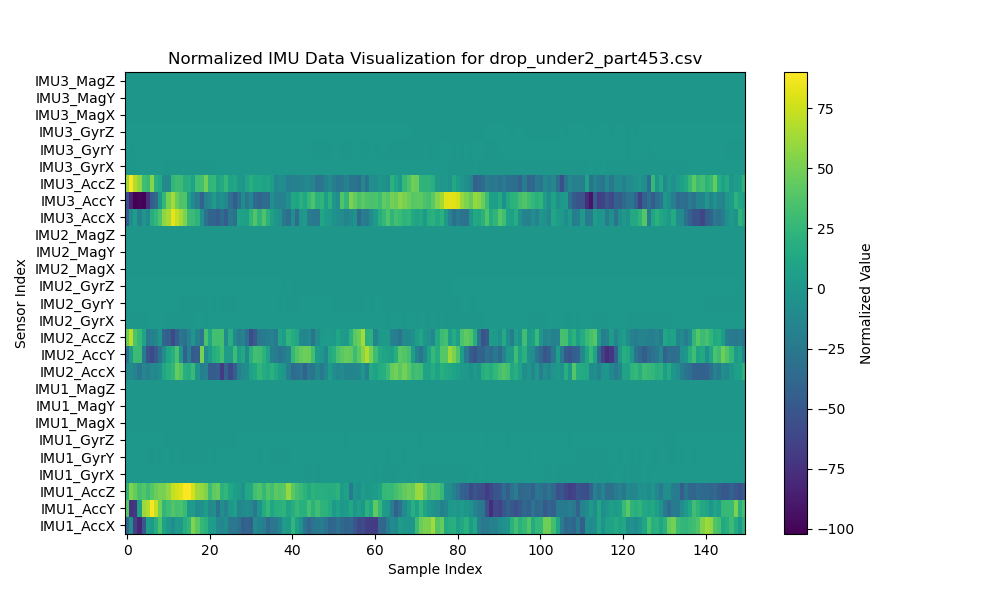 Normalized IMU Data Visualization for drop_under2_part453.csv
IMU3_MagZ
IMU3_MagY
IMU3_MagX
IMU3_GyrZ
IMU3_GyrY
IMU3_GyrX
IMU3_AccZ
IMU3_AccY
IMU3_AccX
IMU2_MagZ
IMU2_MagY
IMU2_MagX
IMU2_GyrZ
IMU2_GyrY
IMU2_GyrX
IMU2_AccZ
IMU2_AccY
IMU2_AccX
IMU1_MagZ
IMU1_MagY
IMU1_MagX
IMU1_GyrZ
IMU1_GyrY
IMU1_GyrX
IMU1_AccZ
IMU1_AccY
IMU1_AccX
Sensor Index
0 20 40 60 80 100 120 140
Sample Index
75
50
25
0
−25
−50
−75
−100
Normalized Value